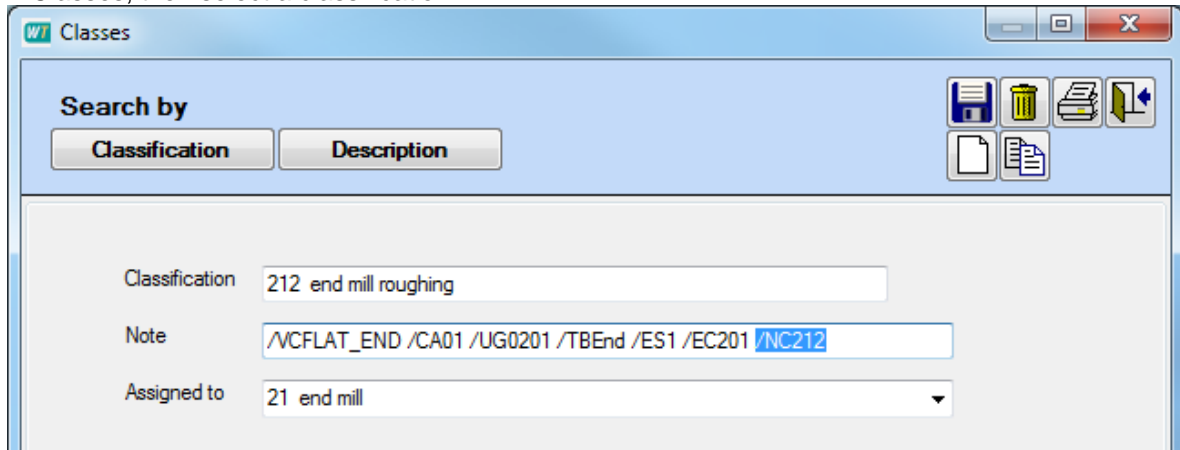 WT Classes
Search by
Classification Description
Classification 212 end mill roughing
Note /VCFLAT_END /CA01 /UG0201 /TBEnd /ES1 /EC201 /NC212
Assigned to 21 end mill